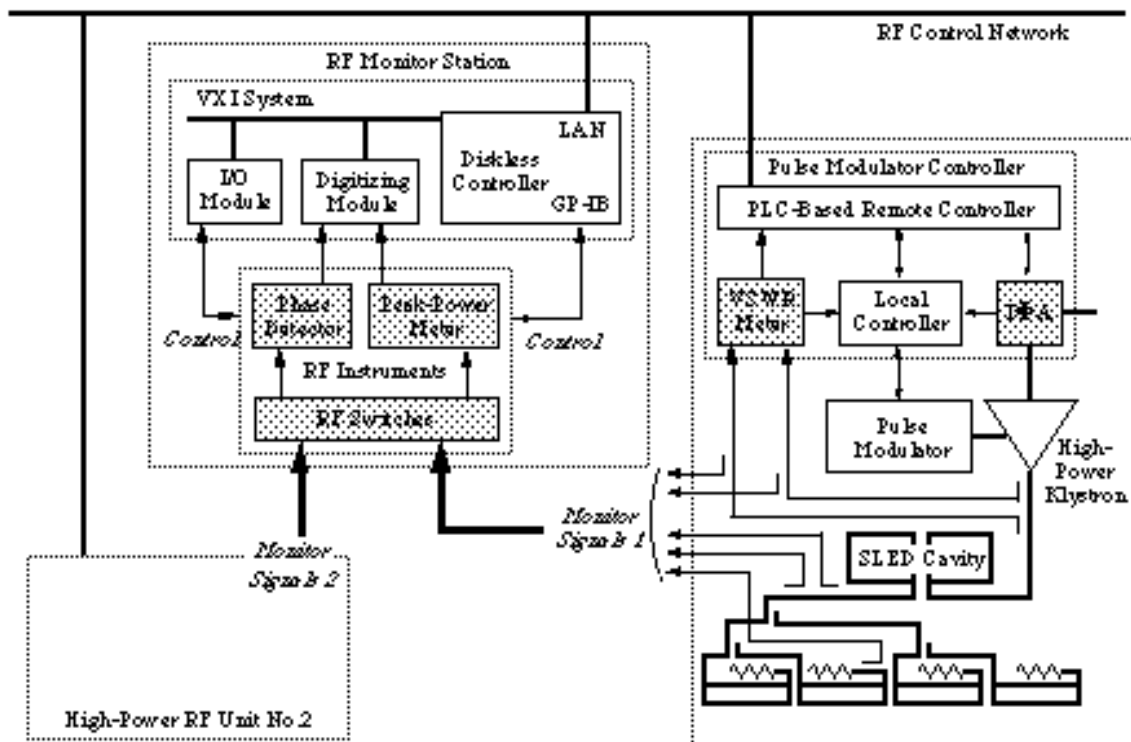 RF Control Network
RF Monitor Station
VXI System
LAN
Diskless
Controller
GP-IB
I/O
Module
Digitizing
Module
Pulse Modulator Controller
PLC-Based Remote Controller
Phase
Detector
Peak-Power
Meter
VSWR
Meter
Local
Controller
IΦA
Control
Control
RF Instruments
RF Switches
Pulse
Modulator
High-
Power
Klystron
Monitor
Signals 1
Monitor
Signals 2
SLED Cavity
High-Power RF Unit No.2